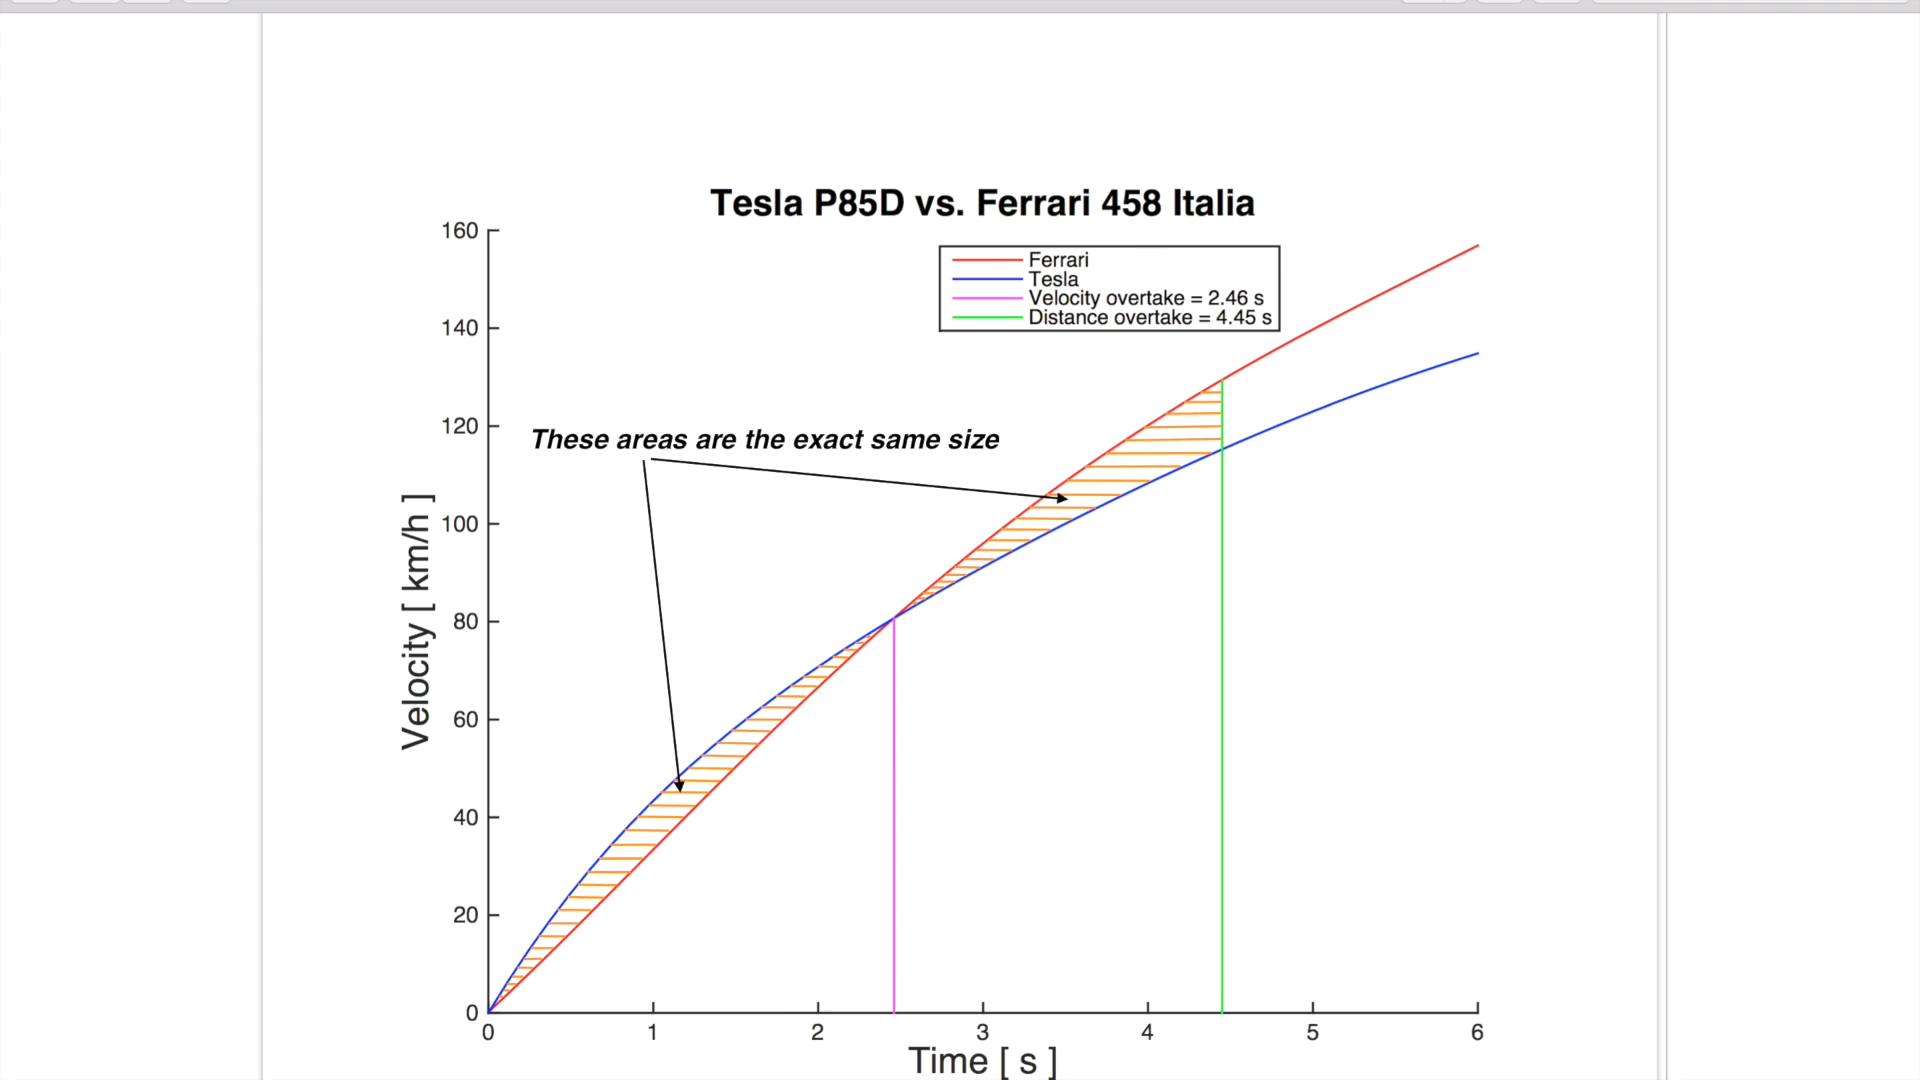 Tesla P85D vs. Ferrari 458 Italia
160
140
120
100
80
60
40
20
0
Velocity [ km/h ]
Ferrari
Tesla
Velocity overtake = 2.46 s
Distance overtake = 4.45 s
These areas are the exact same size
0 1 2 3 4 5 6
Time [ s ]